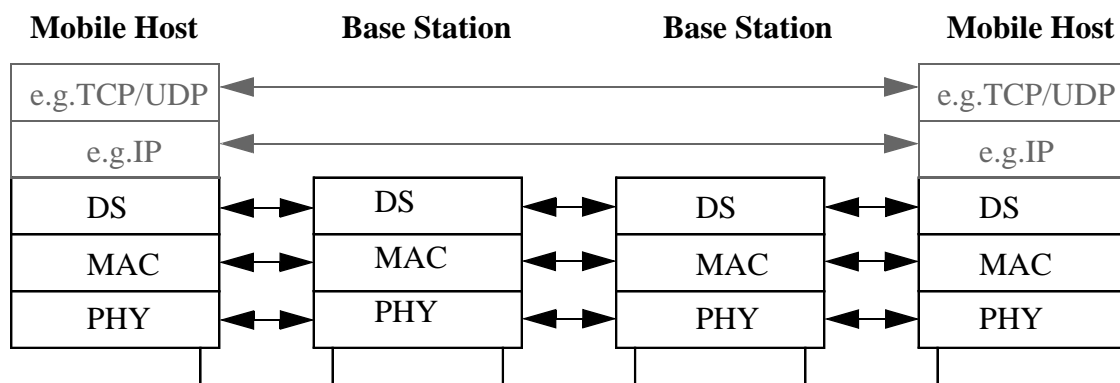 Mobile Host Base Station Base Station Mobile Host
e.g.TCP/UDP e.g.TCP/UDP
e.g.IP e.g.IP
DS DS DS DS
MAC MAC MAC MAC
PHY PHY PHY PHY